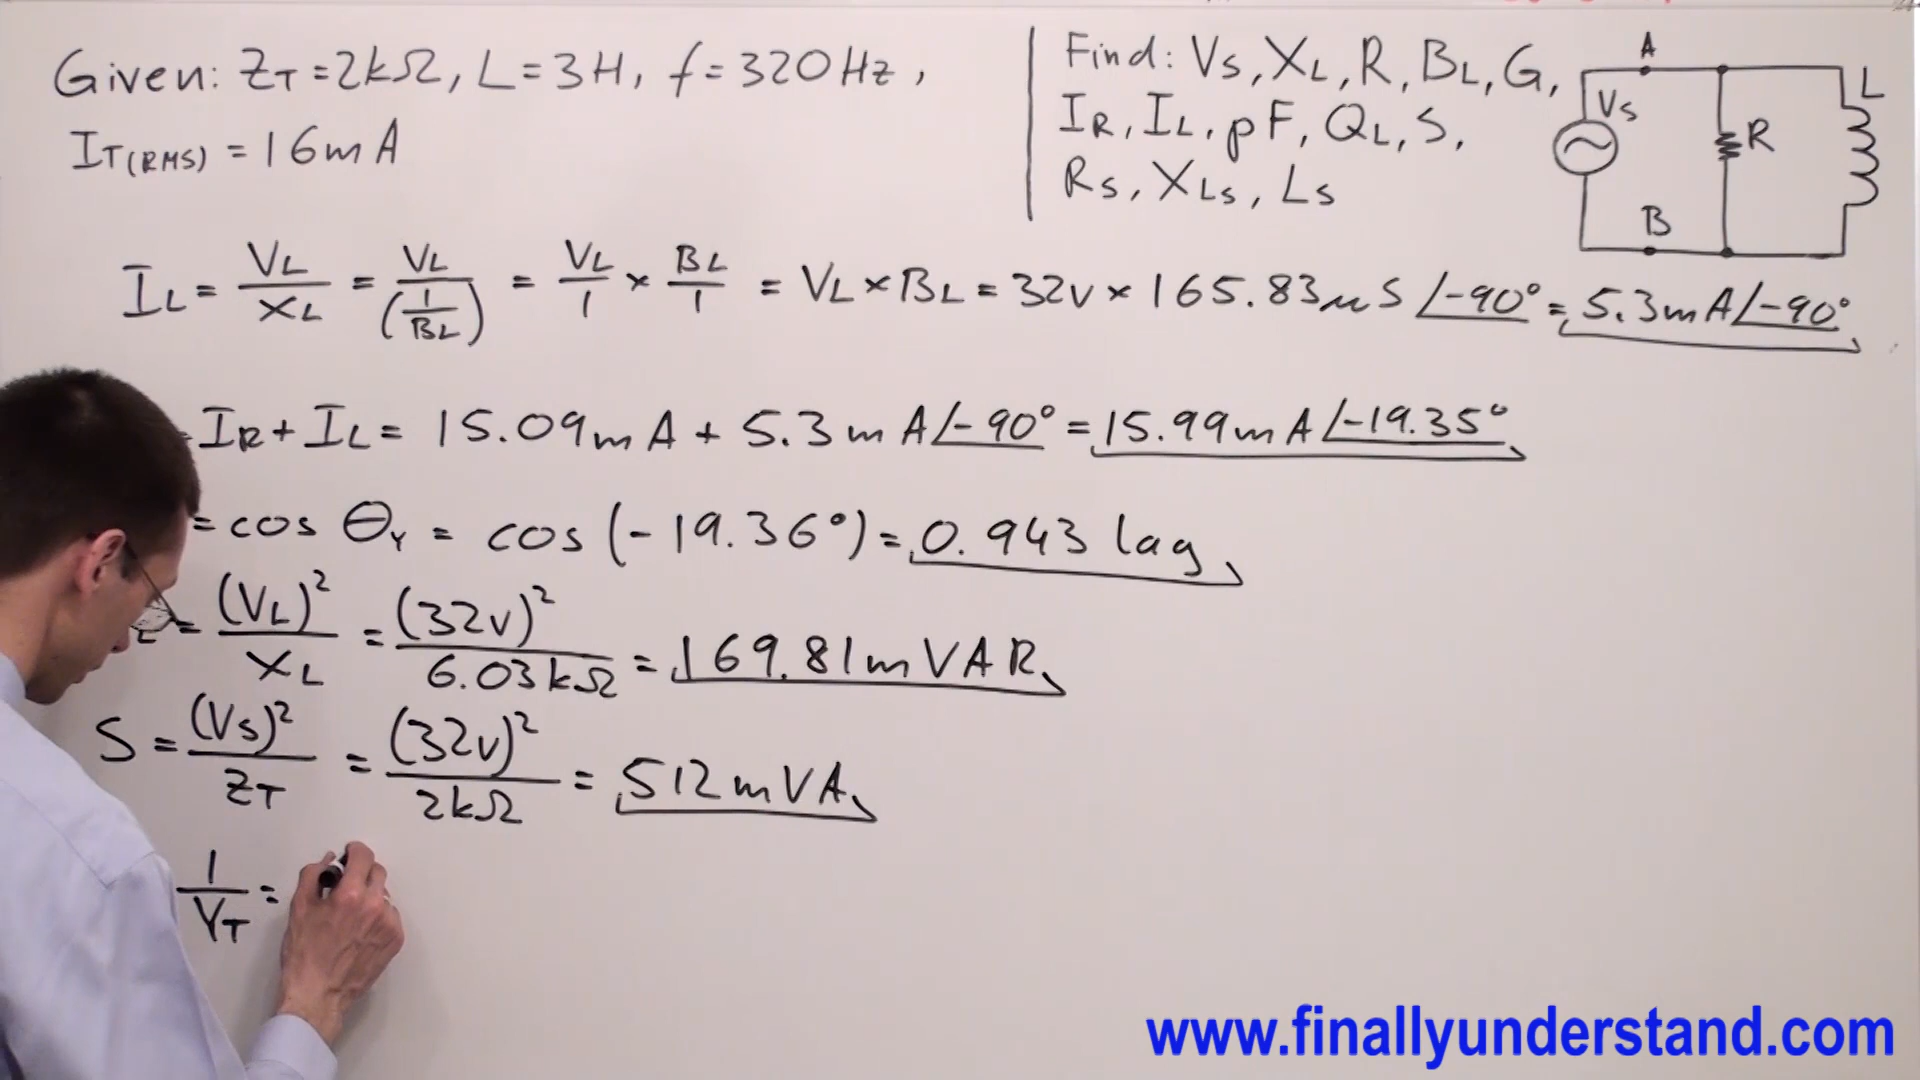 Given: ZT = 2kΩ, L = 3H, f = 320Hz,
IT(RMS) = 16mA
Find: Vs, XL, R, BL, G,
IR, IL, pF, QL, S,
Rs, XLs, Ls
A
Vs
R
L
B
IL = VL/XL = VL/(1/BL) = VL/1 × BL/1 = VL × BL = 32v × 165.83μS /-90° = 5.3mA/-90°
= IR + IL = 15.09mA + 5.3mA/-90° = 15.99mA/-19.35°
= cos ΘY = cos (-19.36°) = 0.943 lag
= (VL)²/XL = (32v)²/6.03kΩ = 169.81mVAR
S = (Vs)²/ZT = (32v)²/2kΩ = 512mVA
1/YT =
www.finallyunderstand.com